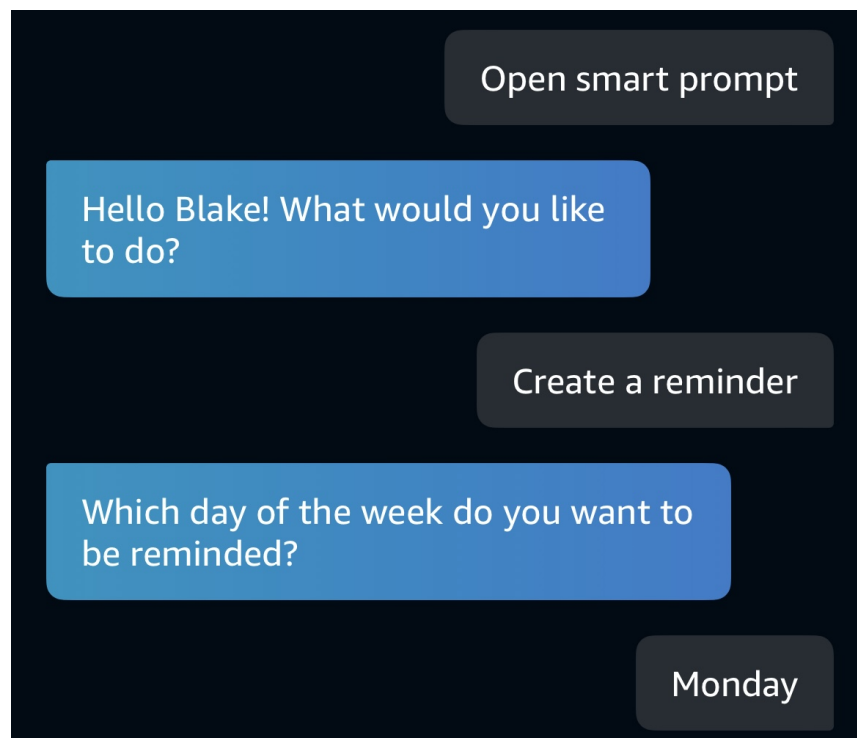 Open smart prompt
Hello Blake! What would you like
to do?
Create a reminder
Which day of the week do you want to
be reminded?
Monday